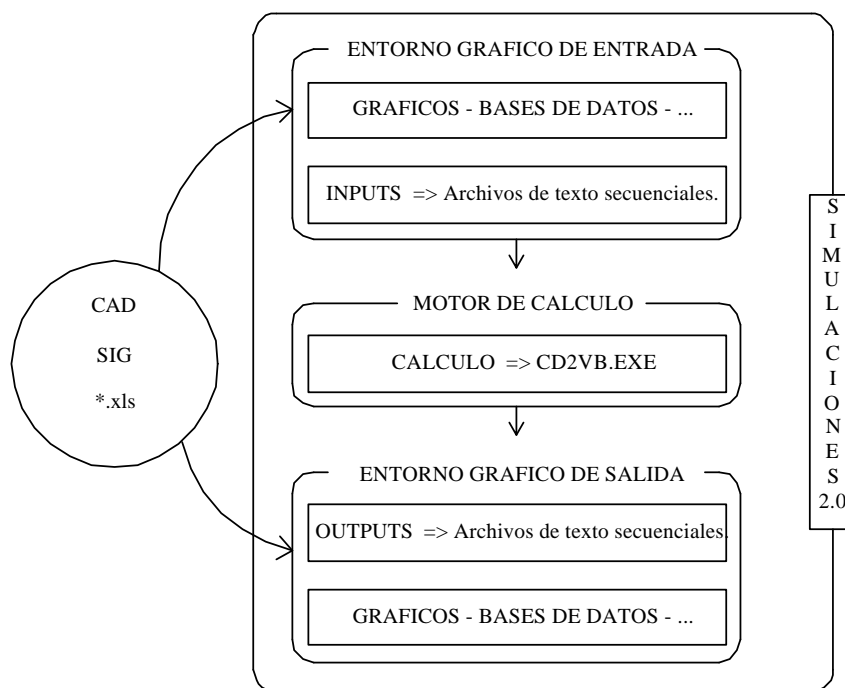 ENTORNO GRAFICO DE ENTRADA
GRAFICOS - BASES DE DATOS - ...
INPUTS => Archivos de texto secuenciales.
MOTOR DE CALCULO
CALCULO => CD2VB.EXE
ENTORNO GRAFICO DE SALIDA
OUTPUTS => Archivos de texto secuenciales.
GRAFICOS - BASES DE DATOS - ...
CAD
SIG
*.xls
SIMULACIONES
2.0